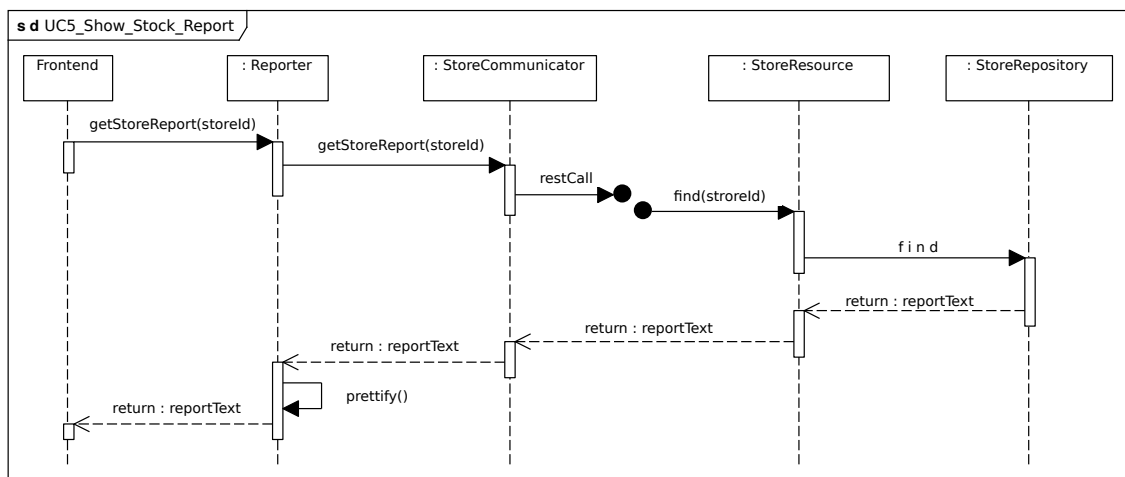 sd UC5_Show_Stock_Report
Frontend
: Reporter
: StoreCommunicator
: StoreResource
: StoreRepository
getStoreReport(storeId)
getStoreReport(storeId)
restCall
find(stroreId)
find
return : reportText
return : reportText
return : reportText
prettify()
return : reportText